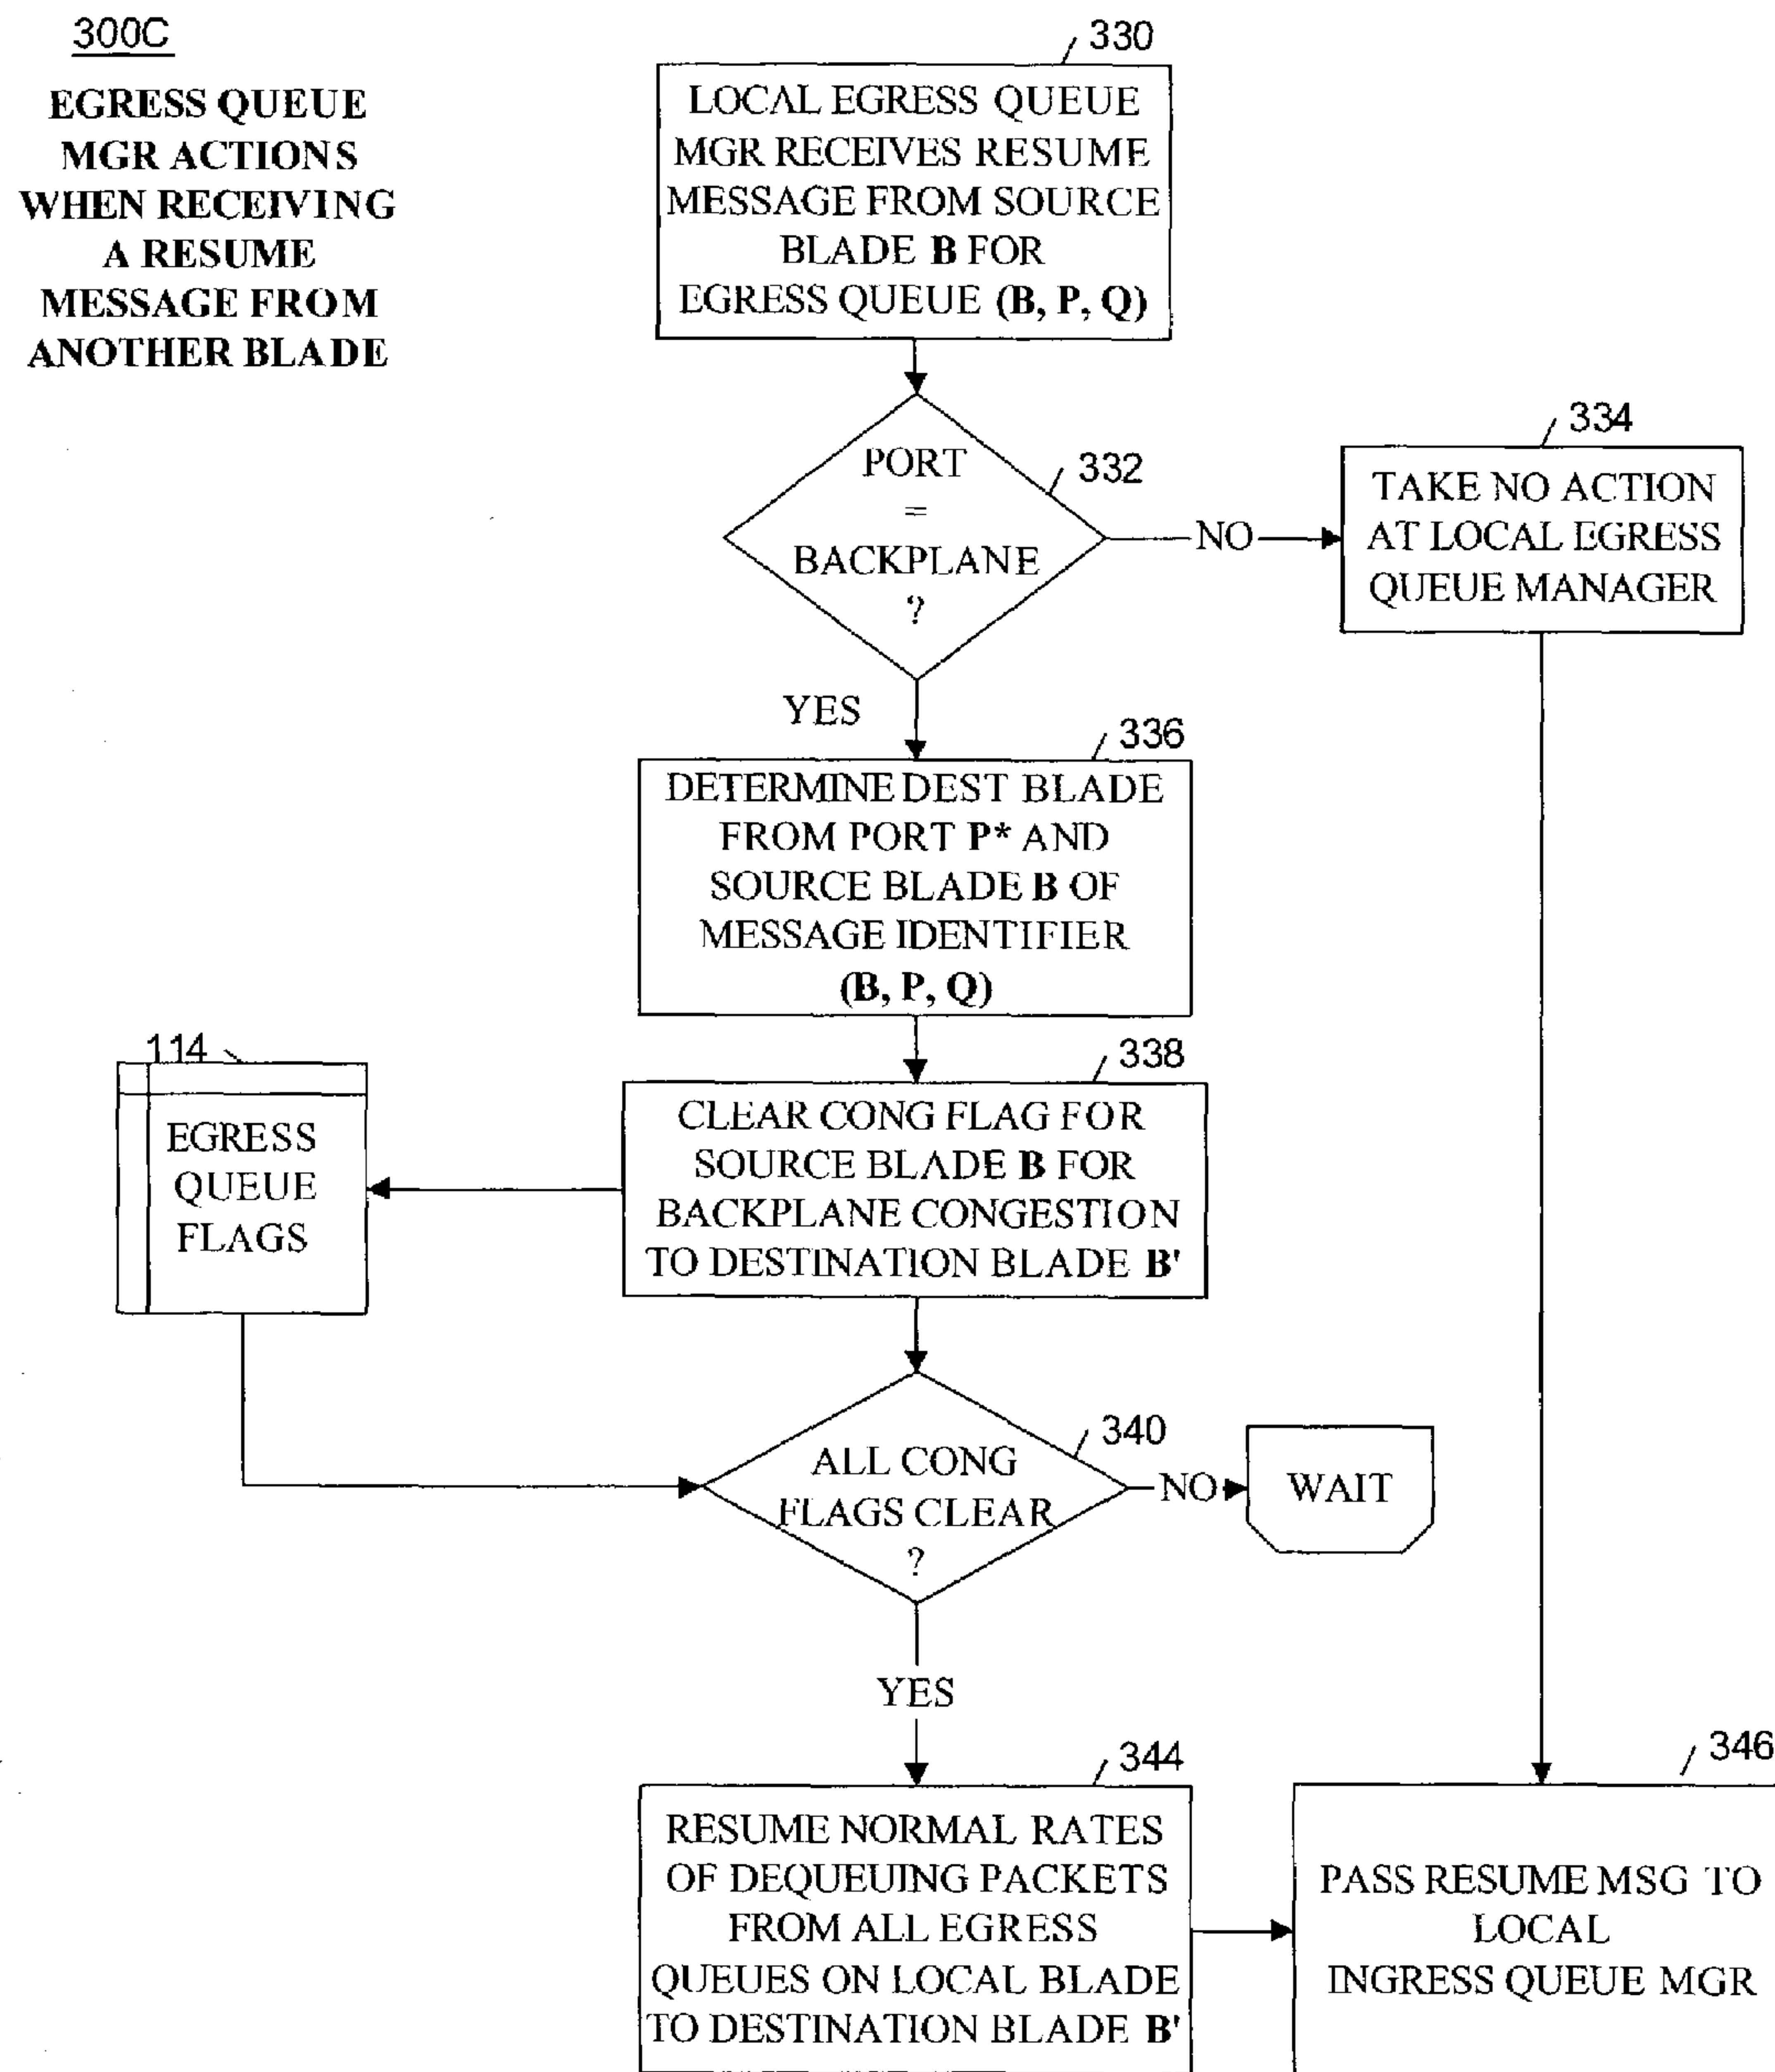 300C
EGRESS QUEUE
MGR ACTIONS
WHEN RECEIVING
A RESUME
MESSAGE FROM
ANOTHER BLADE
330
LOCAL EGRESS QUEUE
MGR RECEIVES RESUME
MESSAGE FROM SOURCE
BLADE B FOR
EGRESS QUEUE (B, P, Q)
332
PORT
=
BACKPLANE
?
NO
334
TAKE NO ACTION
AT LOCAL EGRESS
QUEUE MANAGER
YES
336
DETERMINE DEST BLADE
FROM PORT P* AND
SOURCE BLADE B OF
MESSAGE IDENTIFIER
(B, P, Q)
114
EGRESS
QUEUE
FLAGS
338
CLEAR CONG FLAG FOR
SOURCE BLADE B FOR
BACKPLANE CONGESTION
TO DESTINATION BLADE B'
340
ALL CONG
FLAGS CLEAR
?
NO
WAIT
YES
344
RESUME NORMAL RATES
OF DEQUEUING PACKETS
FROM ALL EGRESS
QUEUES ON LOCAL BLADE
TO DESTINATION BLADE B'
346
PASS RESUME MSG TO
LOCAL
INGRESS QUEUE MGR